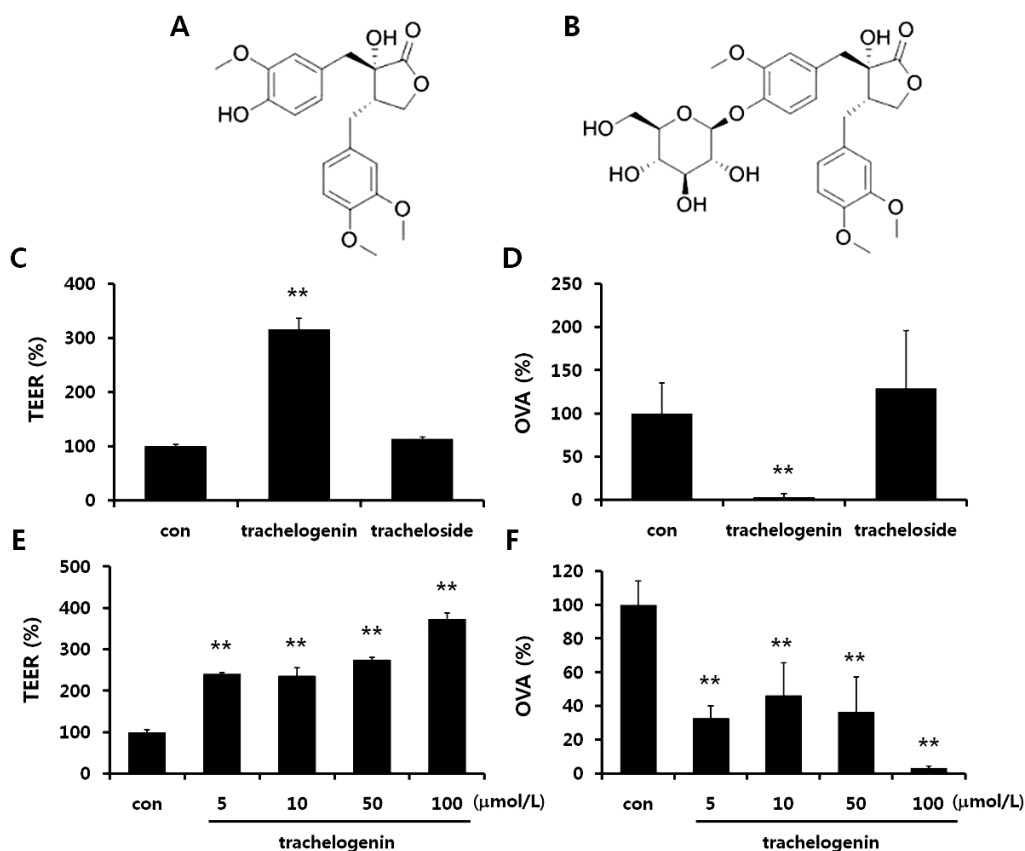 A
OH
O
O
O
HO
O
O
B
OH
O
O
O
O
O
HO
HO
OH
OH
O
O
C
TEER (%)
400
300
200
100
0
**
con
trachelogenin
tracheloside
D
OVA (%)
250
200
150
100
50
0
**
con
trachelogenin
tracheloside
E
TEER (%)
500
400
300
200
100
0
**
**
**
**
con
5
10
50
100
(μmol/L)
trachelogenin
F
OVA (%)
120
100
80
60
40
20
0
**
**
**
**
con
5
10
50
100
(μmol/L)
trachelogenin